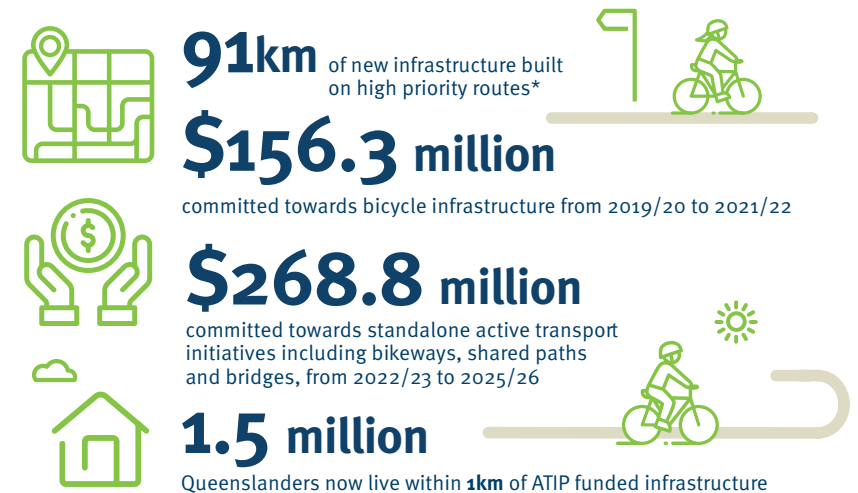 91km of new infrastructure built
on high priority routes*
$156.3 million
committed towards bicycle infrastructure from 2019/20 to 2021/22
$
$268.8 million
committed towards standalone active transport
initiatives including bikeways, shared paths
and bridges, from 2022/23 to 2025/26
1.5 million
Queenslanders now live within 1km of ATIP funded infrastructure